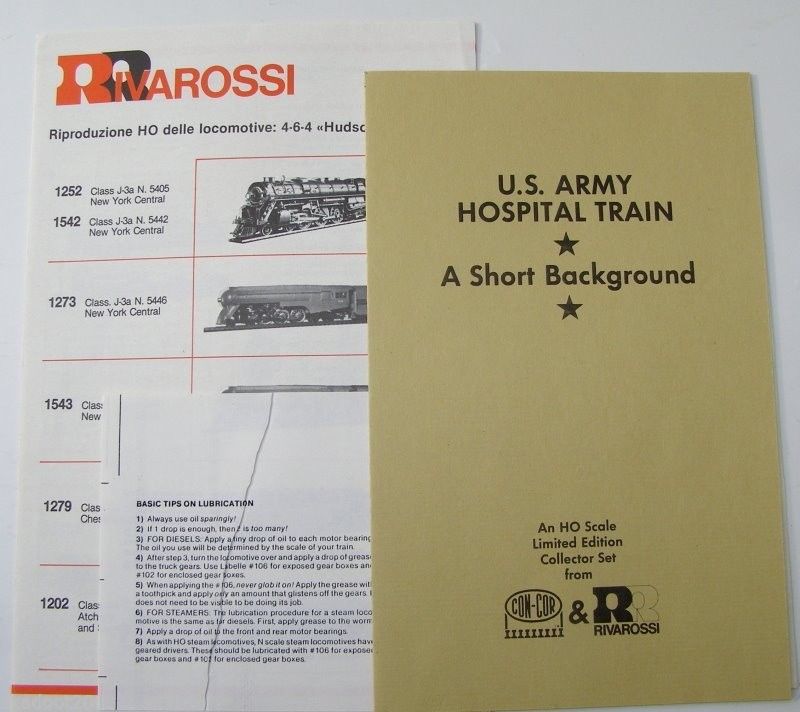 RIVAROSSI
Riproduzione HO delle locomotive: 4-6-4 «Hudso
1252 Class J-3a N. 5405
New York Central
1542 Class J-3a N. 5442
New York Central
1273 Class. J-3a N. 5446
New York Central
1543 Clas
New
1279 Clas
Ches
1202 Clas
Atch
and
BASIC TIPS ON LUBRICATION
1) Always use oil sparingly!
2) If 1 drop is enough, then 2 is too many!
3) FOR DIESELS: Apply a tiny drop of oil to each motor bearing
The oil you use will be determined by the scale of your train.
4) After step 3, turn the locomotive over and apply a drop of grease
to the truck gears. Use Labelle #106 for exposed gear boxes and
#102 for enclosed gear boxes.
5) When applying the #106, never glob it on! Apply the grease wit
a toothpick and apply only an amount that glistens off the gears. I
does not need to be visible to be doing its job.
6) FOR STEAMERS: The lubrication procedure for a steam loco
motive is the same as for diesels. First, apply grease to the worm
7) Apply a drop of oil to the front and rear motor bearings.
8) As with HO steam locomotives, N scale steam locomotives have
geared drivers. These should be lubricated with #106 for expose
gear boxes and #102 for enclosed gear boxes.
U.S. ARMY
HOSPITAL TRAIN
★
A Short Background
★
An HO Scale
Limited Edition
Collector Set
from
CON-COR & RR
RIVAROSSI